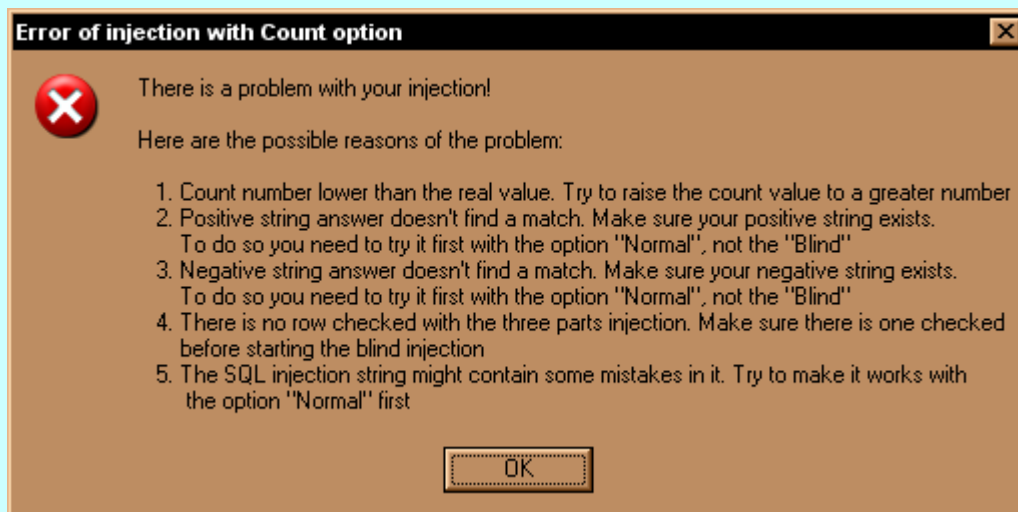 Error of injection with Count option
There is a problem with your injection!
Here are the possible reasons of the problem:
1. Count number lower than the real value. Try to raise the count value to a greater number
2. Positive string answer doesn't find a match. Make sure your positive string exists.
To do so you need to try it first with the option "Normal", not the "Blind"
3. Negative string answer doesn't find a match. Make sure your negative string exists.
To do so you need to try it first with the option "Normal", not the "Blind"
4. There is no row checked with the three parts injection. Make sure there is one checked
before starting the blind injection
5. The SQL injection string might contain some mistakes in it. Try to make it works with
the option "Normal" first
OK